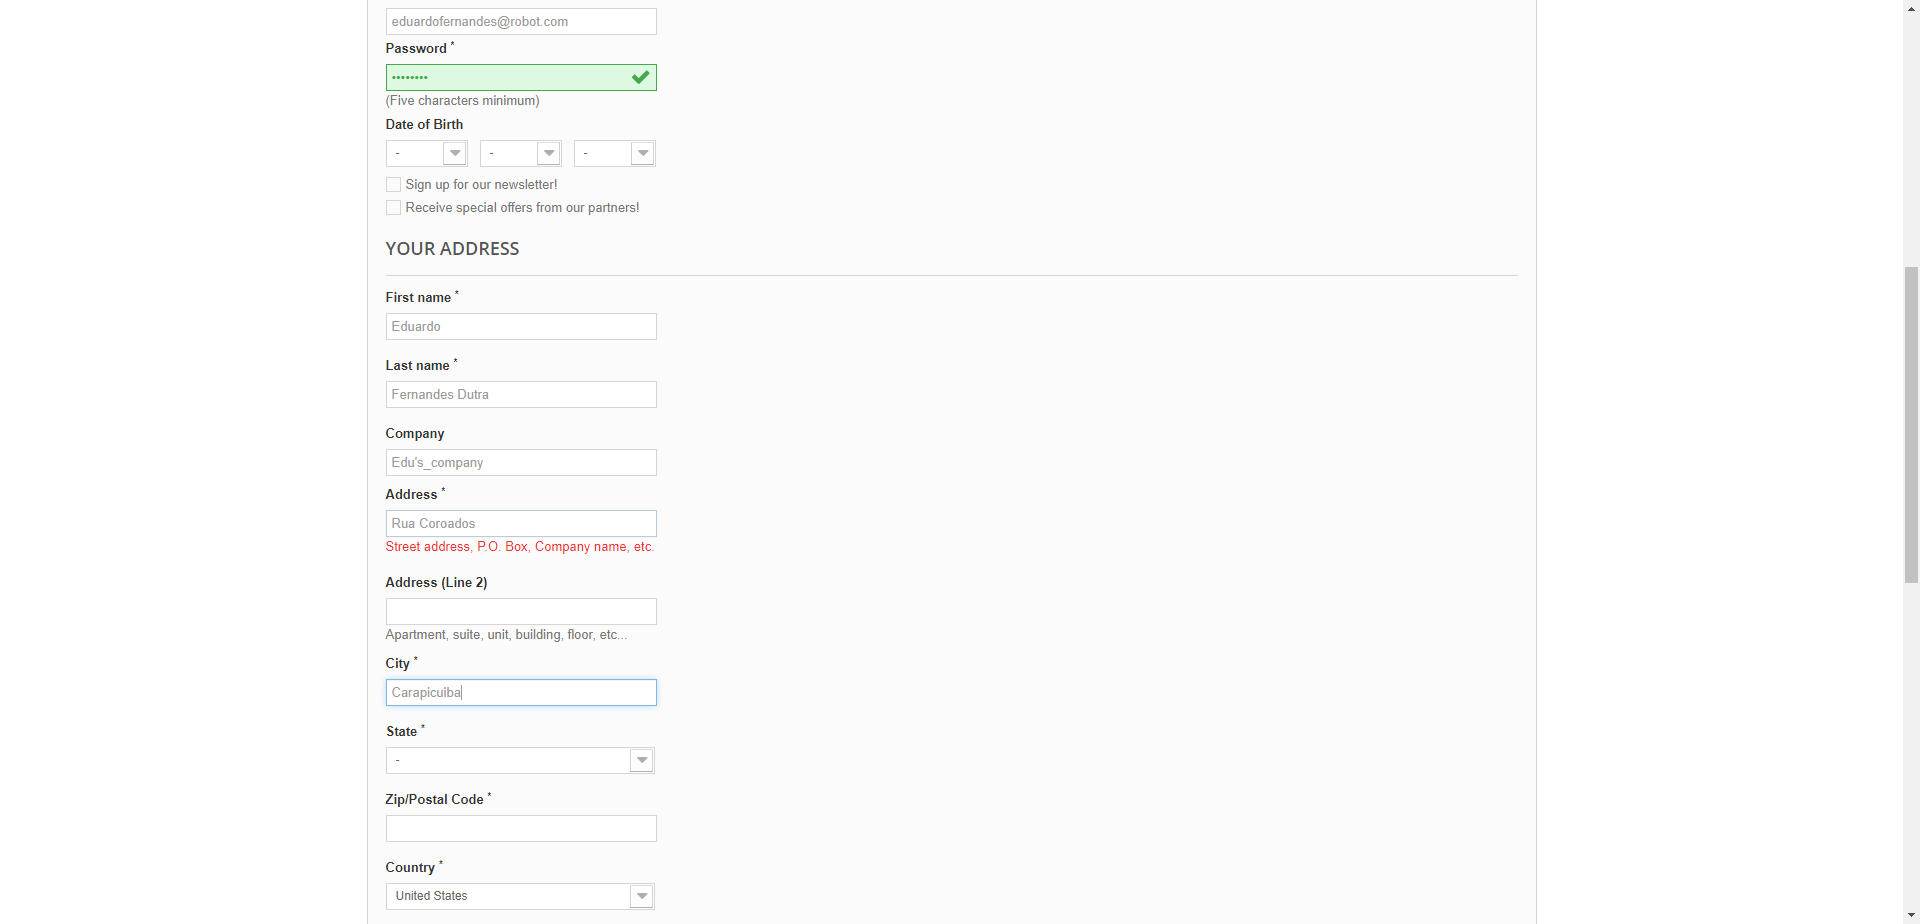 eduardofernandes@robot.com
Password *
••••••••
(Five characters minimum)
Date of Birth
- - -
Sign up for our newsletter!
Receive special offers from our partners!
YOUR ADDRESS
First name *
Eduardo
Last name *
Fernandes Dutra
Company
Edu's_company
Address *
Rua Coroados
Street address, P.O. Box, Company name, etc.
Address (Line 2)
Apartment, suite, unit, building, floor, etc...
City *
Carapicuiba
State *
-
Zip/Postal Code *
Country *
United States